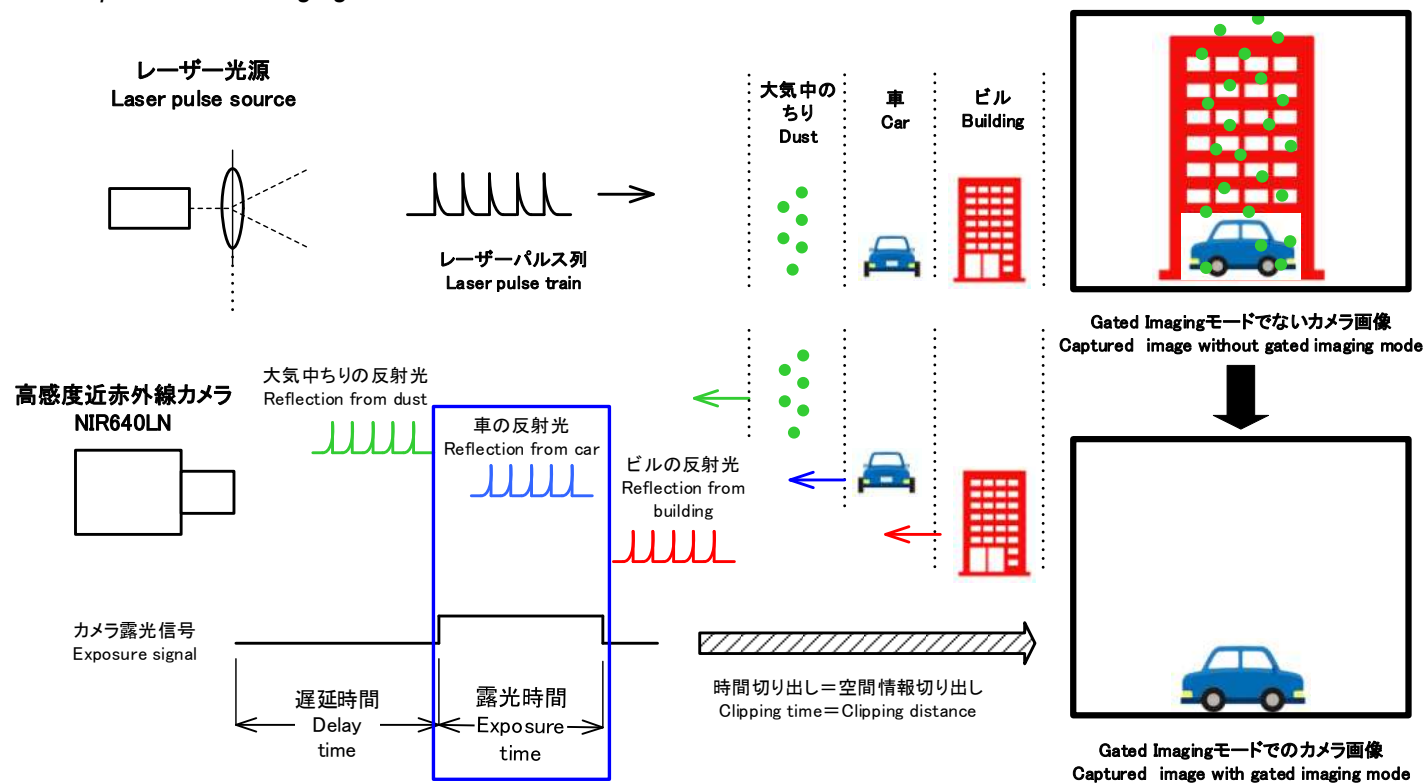 レーザー光源
Laser pulse source
大気中の
ちり
Dust
車
Car
ビル
Building
レーザーパルス列
Laser pulse train
Gated Imagingモードでないカメラ画像
Captured image without gated imaging mode
高感度近赤外線カメラ
NIR640LN
大気中ちりの反射光
Reflection from dust
車の反射光
Reflection from car
ビルの反射光
Reflection from
building
カメラ露光信号
Exposure signal
遅延時間
Delay
time
露光時間
Exposure
time
時間切り出し＝空間情報切り出し
Clipping time＝Clipping distance
Gated Imagingモードでのカメラ画像
Captured image with gated imaging mode